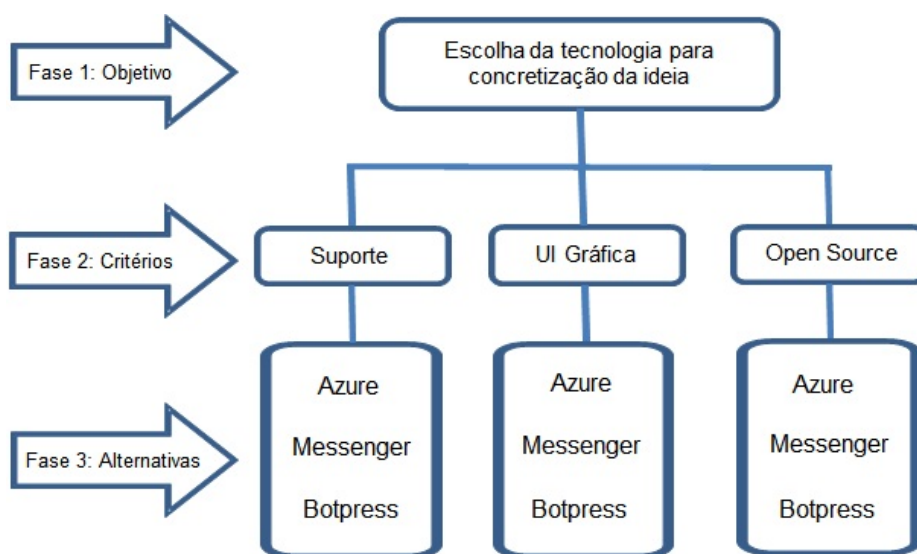 Fase 1: Objetivo
Escolha da tecnologia para
concretização da ideia
Fase 2: Critérios
Suporte
UI Gráfica
Open Source
Fase 3: Alternativas
Azure
Messenger
Botpress
Azure
Messenger
Botpress
Azure
Messenger
Botpress